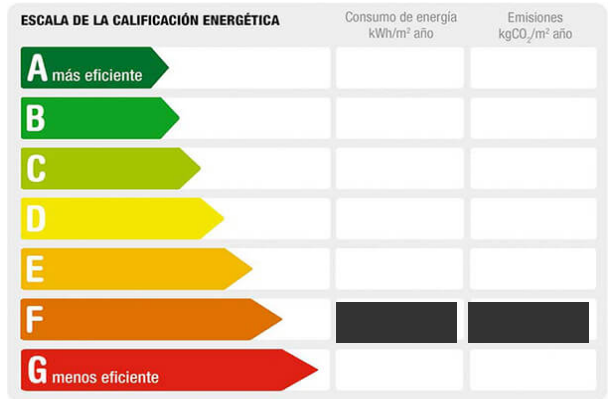 ESCALA DE LA CALIFICACIÓN ENERGÉTICA
Consumo de energía
kWh/m² año
Emisiones
kgCO₂/m² año
A más eficiente
B
C
D
E
F
G menos eficiente